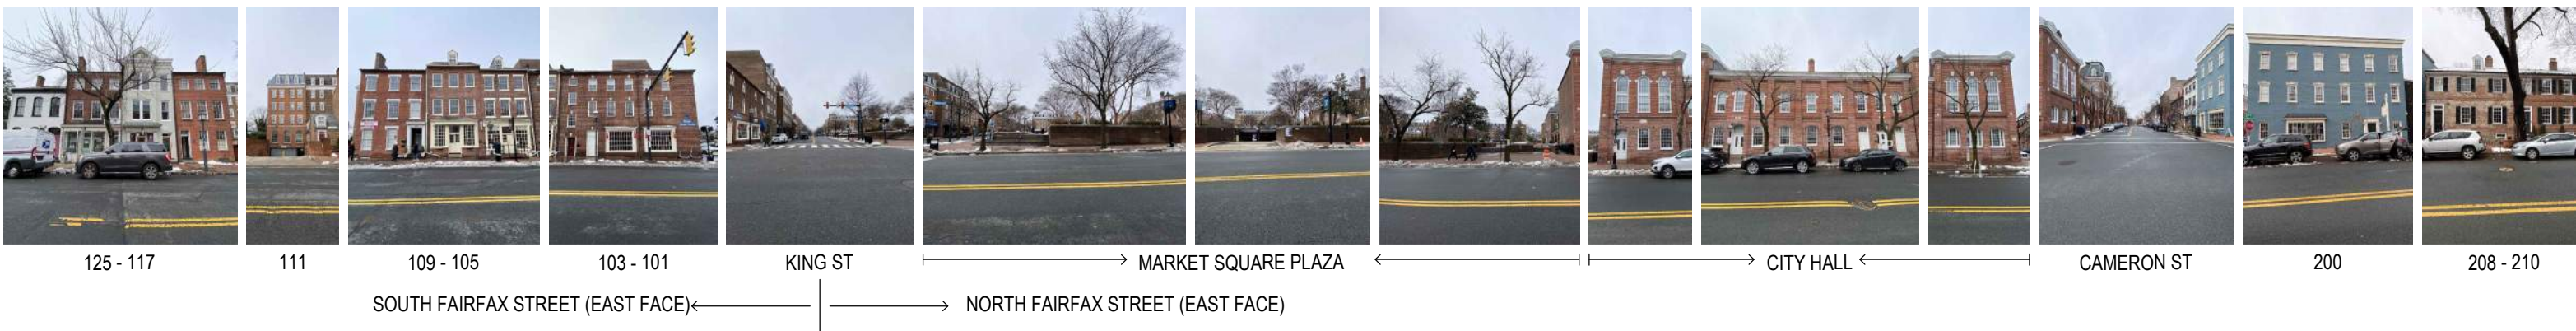 125 - 117 111 109 - 105 103 - 101 KING ST MARKET SQUARE PLAZA CITY HALL CAMERON ST 200 208 - 210
SOUTH FAIRFAX STREET (EAST FACE) NORTH FAIRFAX STREET (EAST FACE)